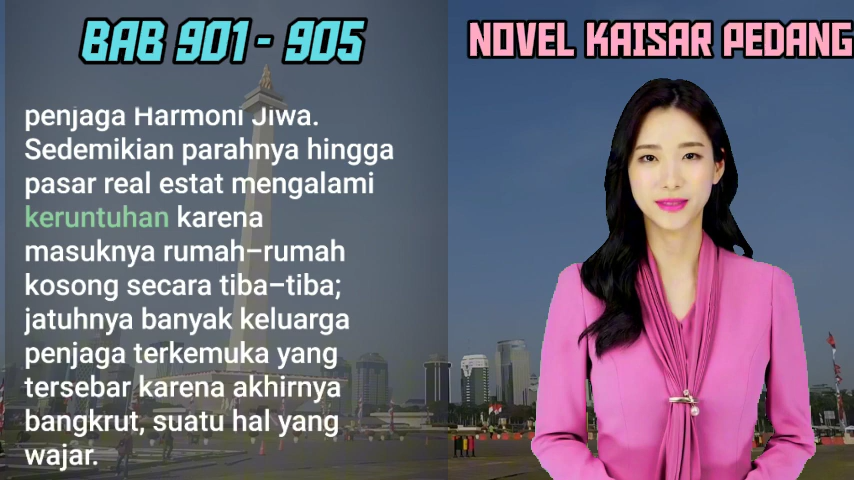 BAB 901 - 905
NOVEL KAISAR PEDANG
penjaga Harmoni Jiwa.
Sedemikian parahnya hingga
pasar real estat mengalami
keruntuhan karena
masuknya rumah–rumah
kosong secara tiba–tiba;
jatuhnya banyak keluarga
penjaga terkemuka yang
tersebar karena akhirnya
bangkrut, suatu hal yang
wajar.